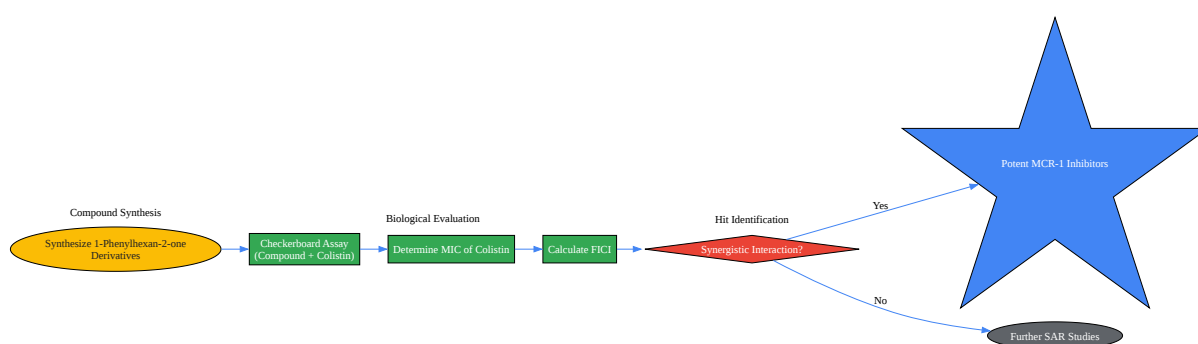 Compound Synthesis
Synthesize 1-Phenylhexan-2-one
Derivatives
Biological Evaluation
Checkerboard Assay
(Compound + Colistin)
Determine MIC of Colistin
Calculate FICI
Hit Identification
Synergistic Interaction?
Yes
Potent MCR-1 Inhibitors
No
Further SAR Studies